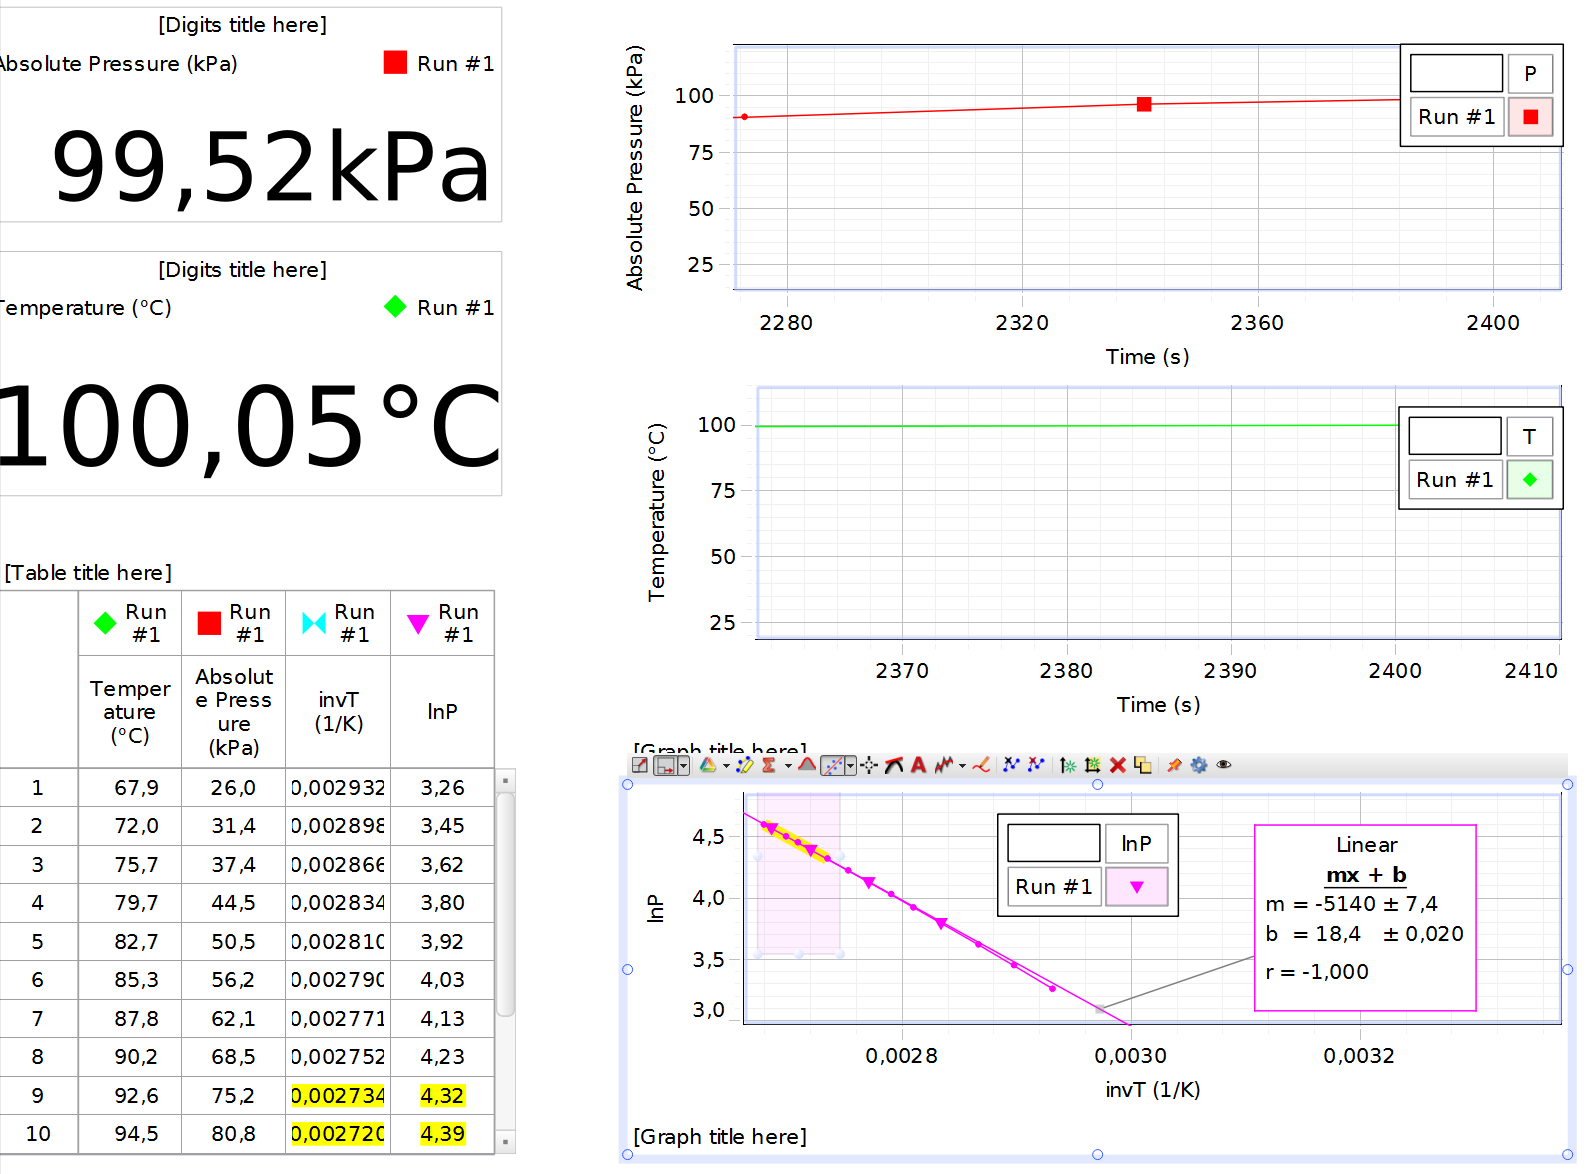 [Digits title here]
Absolute Pressure (kPa) Run #1
99,52kPa
[Digits title here]
Temperature (°C) Run #1
100,05°C
[Table title here]
Run #1 Run #1 Run #1 Run #1
Temperature (°C) Absolute Pressure (kPa) invT (1/K) lnP
1 67,9 26,0 0,002932 3,26
2 72,0 31,4 0,002898 3,45
3 75,7 37,4 0,002866 3,62
4 79,7 44,5 0,002834 3,80
5 82,7 50,5 0,002810 3,92
6 85,3 56,2 0,002790 4,03
7 87,8 62,1 0,002771 4,13
8 90,2 68,5 0,002752 4,23
9 92,6 75,2 0,002734 4,32
10 94,5 80,8 0,002720 4,39
Absolute Pressure (kPa)
100
75
50
25
2280 2320 2360 2400
Time (s)
P
Run #1
Temperature (°C)
100
75
50
25
2370 2380 2390 2400 2410
Time (s)
T
Run #1
[Graph title here]
lnP
4,5
4,0
3,5
3,0
0,0028 0,0030 0,0032
invT (1/K)
lnP
Run #1
Linear
mx + b
m = -5140 ± 7,4
b = 18,4 ± 0,020
r = -1,000
[Graph title here]